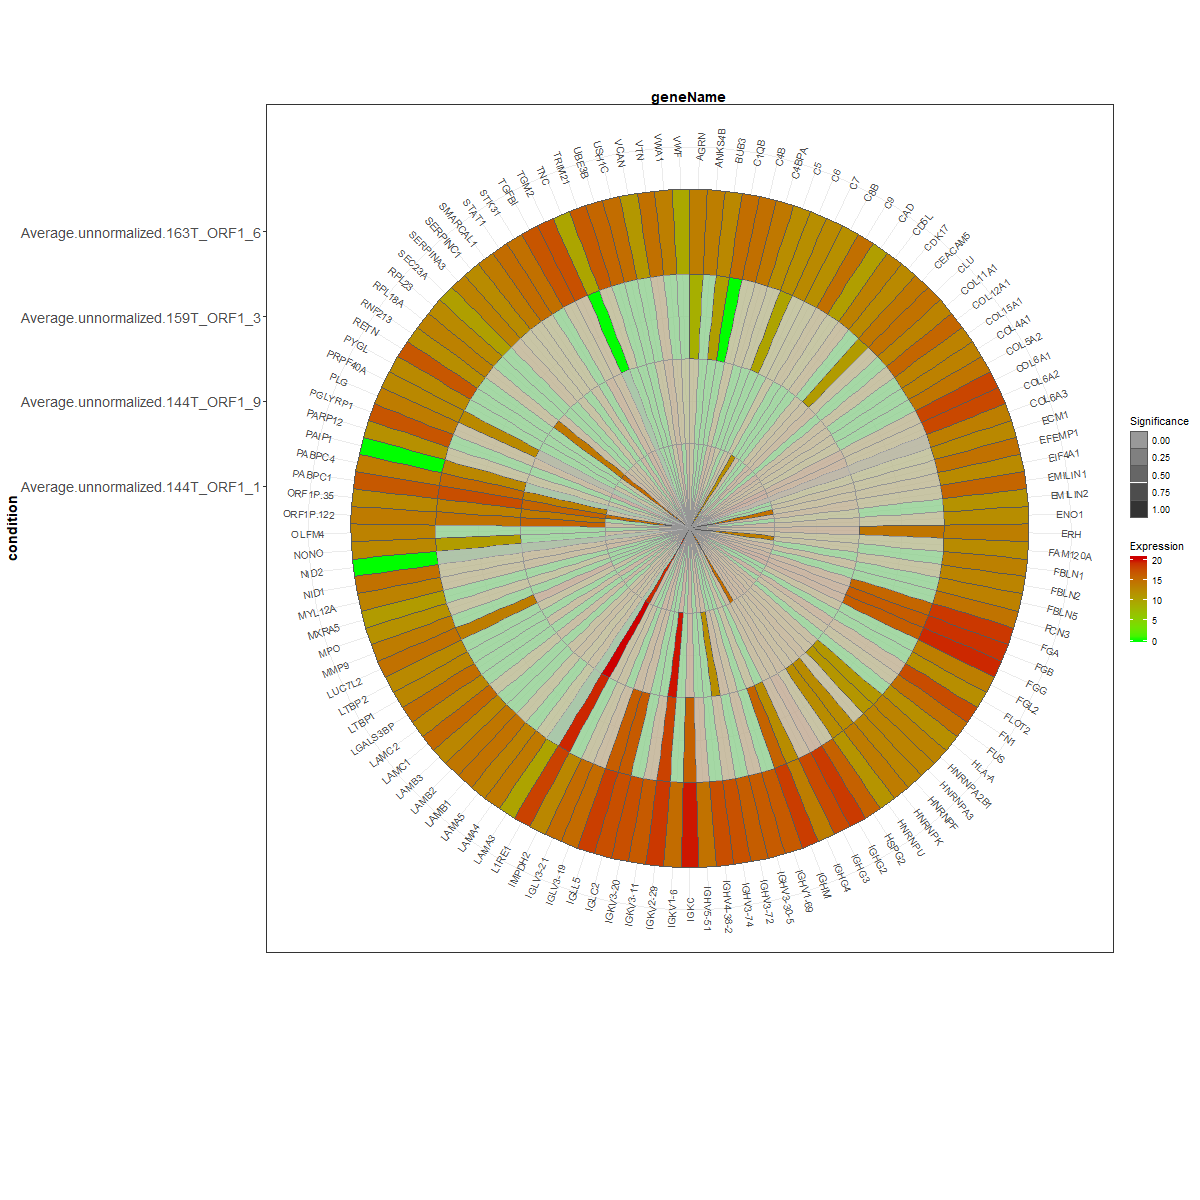 geneName
AGRN
ANKS4B
BUB3
C1QB
C4B
C4BPA
C5
C6
C7
C8B
C9
CAD
CD5L
CDK17
CEACAM5
CLU
COL11A1
COL12A1
COL15A1
COL4A1
COL5A2
COL6A1
COL6A2
COL6A3
ECM1
EFEMP1
EIF4A1
EMILIN1
EMILIN2
ENO1
ERH
FAM120A
FBLN1
FBLN2
FBLN5
FCN3
FGA
FGB
FGG
FGL2
FLOT2
FN1
FUS
HLA-A
HNRNPA2B1
HNRNPA3
HNRNPF
HNRNPK
HNRNPU
HSPG2
IGHG2
IGHG3
IGHG4
IGHM
IGHV1-69
IGHV3-30-5
IGHV3-72
IGHV3-74
IGHV4-38-2
IGHV5-51
IGKC
IGKV1-6
IGKV2-29
IGKV3-11
IGKV3-20
IGLC2
IGLL5
IGLV3-19
IGLV3-21
IMPDH2
L1RE1
LAMA3
LAMA4
LAMA5
LAMB1
LAMB2
LAMB3
LAMC1
LAMC2
LGALS3BP
LTBP1
LTBP2
LUC7L2
MMP9
MPO
MXRA5
MYL12A
NID1
NID2
NONO
OLFM4
ORF1P.122
ORF1P.35
PABPC1
PABPC4
PAIP1
PARP12
PGLYRP1
PLG
PRPF40A
PYGL
RETN
RNF213
RPL18A
RPL23
SEC23A
SERPINA3
SERPINC1
SMARCAL1
STAT1
STK31
TGFBI
TGM2
TNC
TRIM21
UBE3B
USH1C
VCAN
VTN
VWA1
VWF
Average.unnormalized.163T_ORF1_6
Average.unnormalized.159T_ORF1_3
Average.unnormalized.144T_ORF1_9
Average.unnormalized.144T_ORF1_1
condition
Significance
0.00
0.25
0.50
0.75
1.00
Expression
20
15
10
5
0